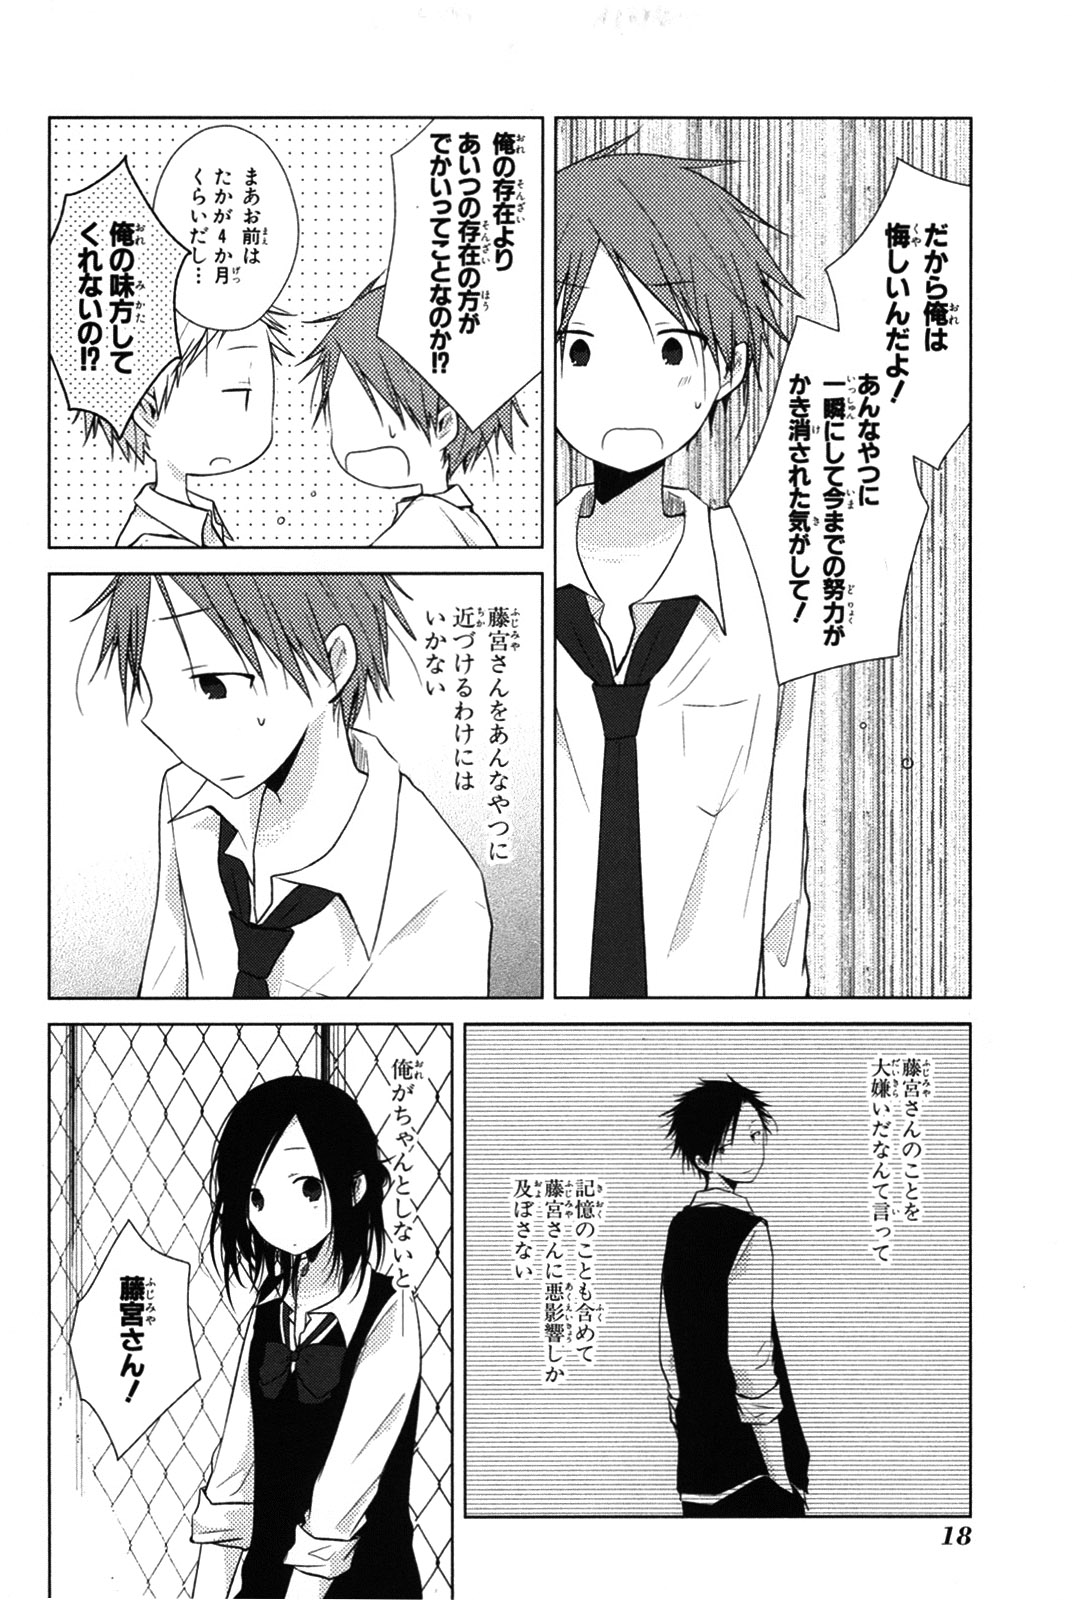 だから俺は
悔しいんだよ!
あんなやつに
一瞬にして今までの努力が
かき消された気がして!
俺の存在より
あいつの存在の方が
でかいってことなのか!?
まあお前は
たかが4か月
くらいだし…
俺の味方して
くれないの!?
藤宮さんをあんなやつに
近づけるわけには
いかない
藤宮さんのことを
大嫌いだなんて言って
記憶のことも含めて
藤宮さんに悪影響しか
及ぼさない
俺がちゃんとしないと、
藤宮さん!
18